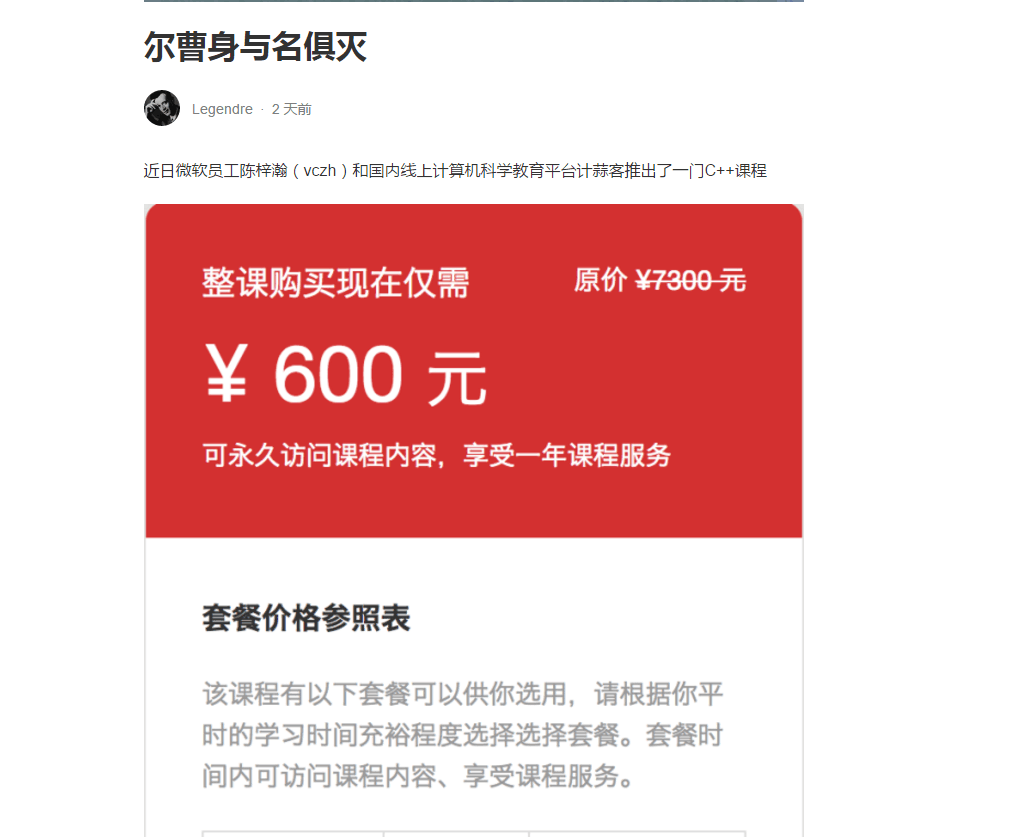 尔曹身与名俱灭
Legendre · 2 天前
近日微软员工陈梓瀚（vczh）和国内线上计算机科学教育平台计蒜客推出了一门C++课程
整课购买现在仅需
原价 ¥7300 元
¥ 600 元
可永久访问课程内容，享受一年课程服务
套餐价格参照表
该课程有以下套餐可以供你选用，请根据你平
时的学习时间充裕程度选择选择套餐。套餐时
间内可访问课程内容、享受课程服务。